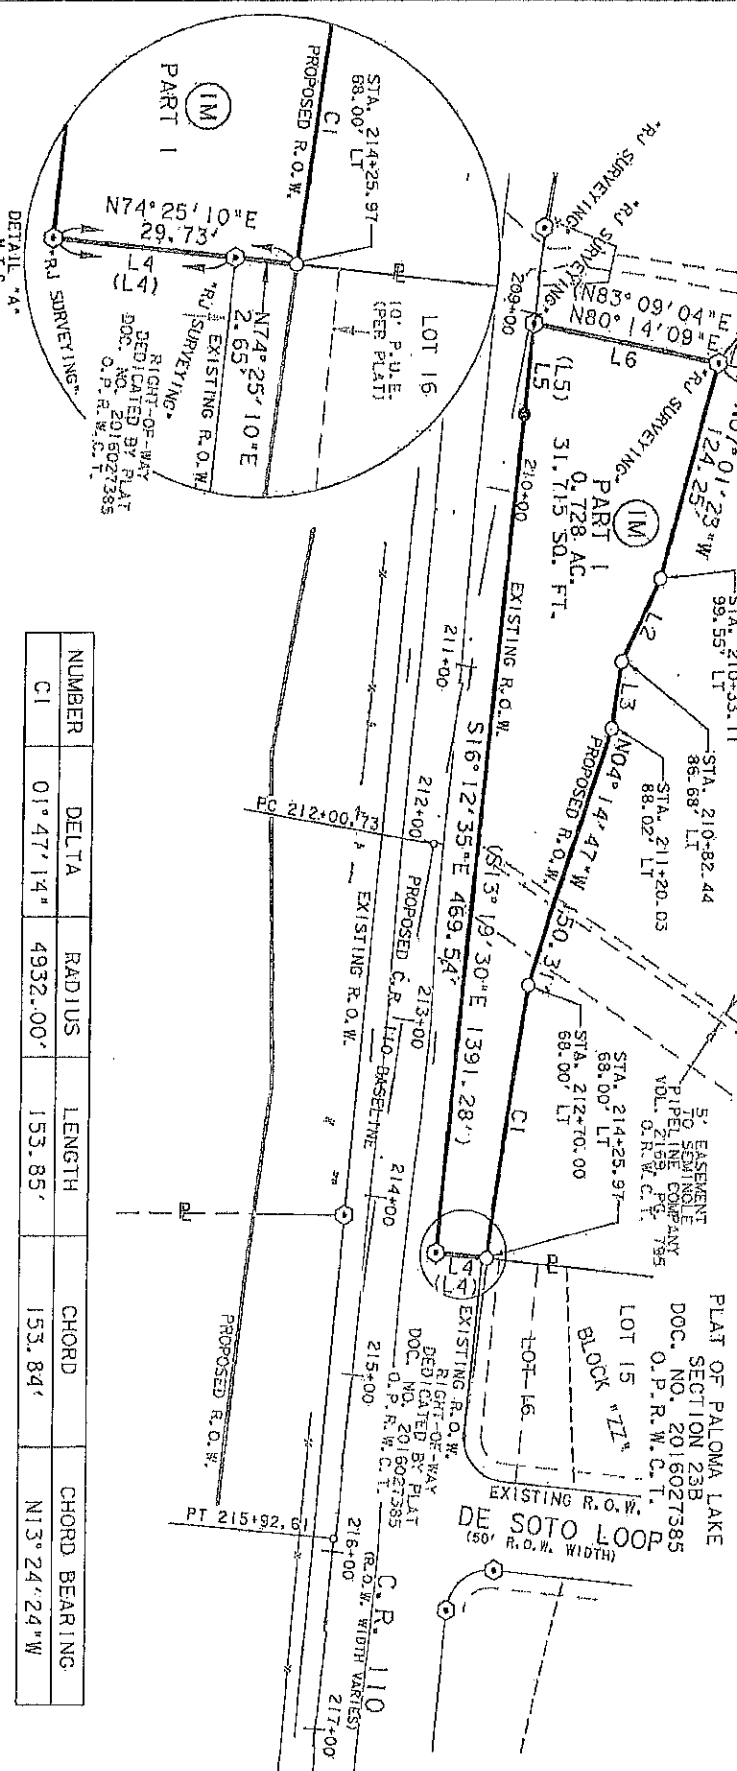 "RJ SURVEYING"
"RJ SURVEYING"
(N83°09'04"E
N80°14'09"E
L6
"RJ SURVEYING"
124.25'
STA. 210+33.11
99.55' LT
L2
STA. 210+82.44
86.68' LT
L3
STA. 211+20.03
88.02' LT
N04°14'47"W 150.31'
PROPOSED R.O.W.
STA. 212+70.00
68.00' LT
C1
STA. 214+25.97
68.00' LT
5' EASEMENT
TO SEMINOLE
PIPELINE COMPANY
VOL. 2169, PG. 795
O.R.W.C.T.
PLAT OF PALOMA LAKE
SECTION 23B
DOC. NO. 2016027385
O.P.R.W.C.T.
LOT 15
BLOCK "ZZ"
LOT 16
EXISTING R.O.W.
DE SOTO LOOP
(50' R.O.W. WIDTH)
(L5)
L5
"RJ SURVEYING"
1M
PART 1
0.728 AC.
31,715 SQ. FT.
EXISTING R.O.W.
S16°12'35"E 469.54'
(S13°19'30"E 1391.28')
L4
(L4)
EXISTING R.O.W.
RIGHT-OF-WAY
DEDICATED BY PLAT
DOC. NO. 2016027385
O.P.R.W.C.T.
209+00
210+00
211+00
212+00
213+00
214+00
215+00
216+00
217+00
PC 212+00.73
PROPOSED C.R. 110 BASELINE
EXISTING R.O.W.
PROPOSED R.O.W.
PT 215+92.61
C.R. 110
(R.O.W. WIDTH VARIES)
STA. 214+25.97
68.00' LT
C1
PROPOSED R.O.W.
1M
PART 1
LOT 16
10' P.U.E.
(PER PLAT)
N74°25'10"E
29.73'
L4
(L4)
N74°25'10"E
2.65'
"RJ SURVEYING"
EXISTING R.O.W.
RIGHT-OF-WAY
DEDICATED BY PLAT
DOC. NO. 2016027385
O.P.R.W.C.T.
"RJ SURVEYING"
DETAIL "A"
NUMBER DELTA RADIUS LENGTH CHORD CHORD BEARING
C1 01°47'14" 4932.00' 153.85' 153.84' N13°24'24"W